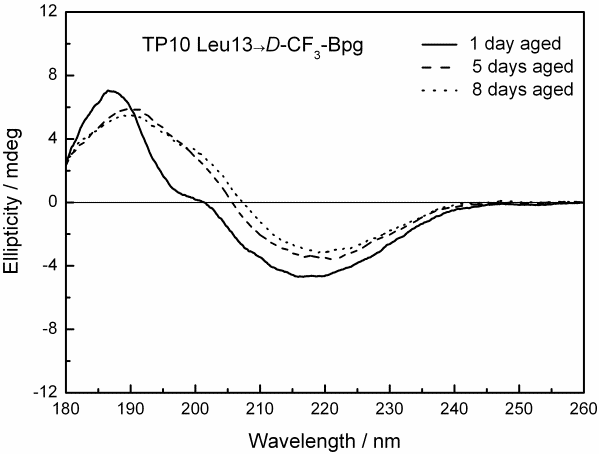 TP10 Leu13→D-CF3-Bpg
1 day aged
5 days aged
8 days aged
12
8
4
0
-4
-8
-12
Ellipticity / mdeg
180 190 200 210 220 230 240 250 260
Wavelength / nm